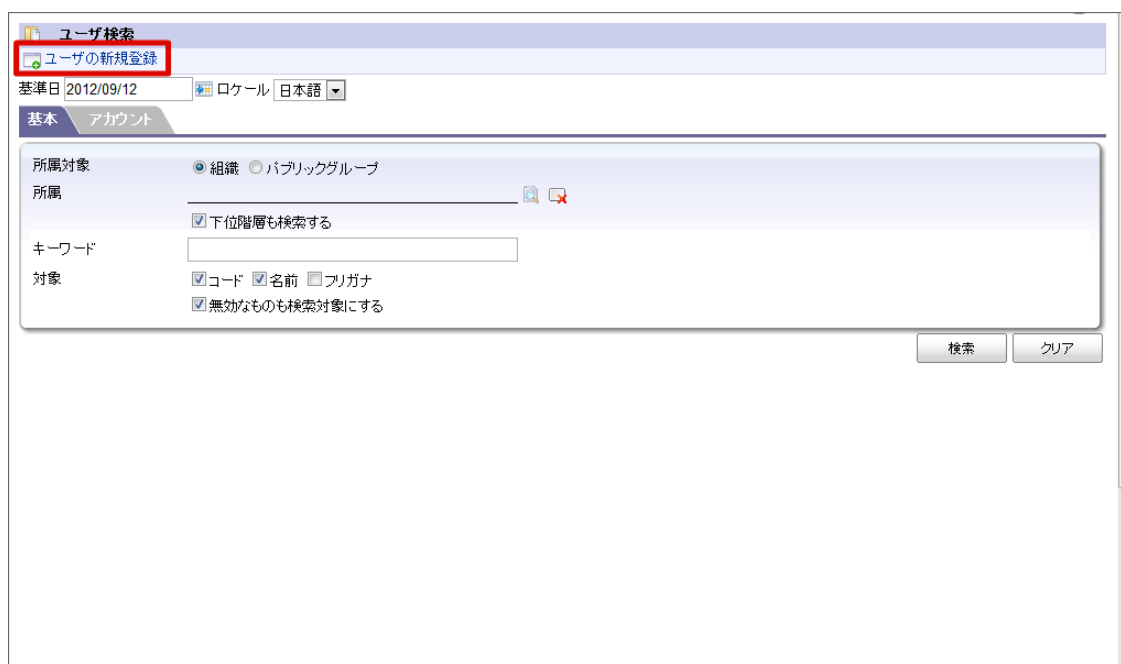 ユーザ検索
ユーザの新規登録
基準日 2012/09/12 ロケール 日本語
基本 アカウント
所属対象 組織 パブリックグループ
所属
下位階層も検索する
キーワード
対象 コード 名前 フリガナ
無効なものも検索対象にする
検索 クリア